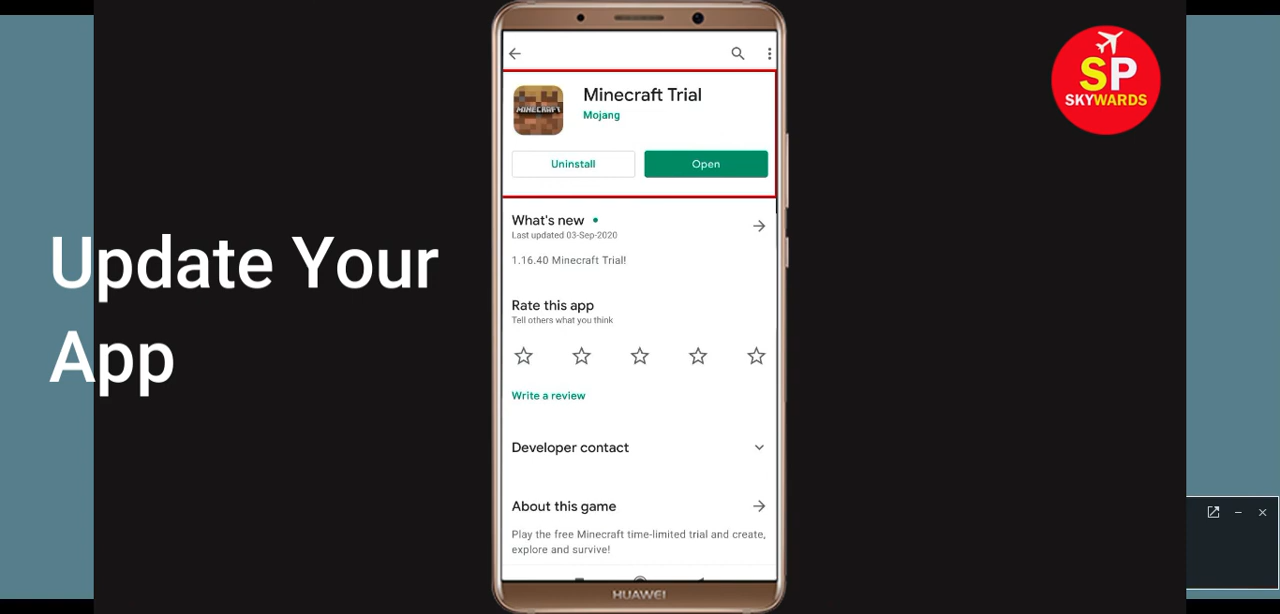 SP
SKYWARDS
Update Your
App
Minecraft Trial
MINECRAFT
Mojang
Uninstall
Open
What's new
Last updated 03-Sep-2020
1.16.40 Minecraft Trial!
Rate this app
Tell others what you think
Write a review
Developer contact
About this game
Play the free Minecraft time-limited trial and create,
explore and survive!
HUAWEI